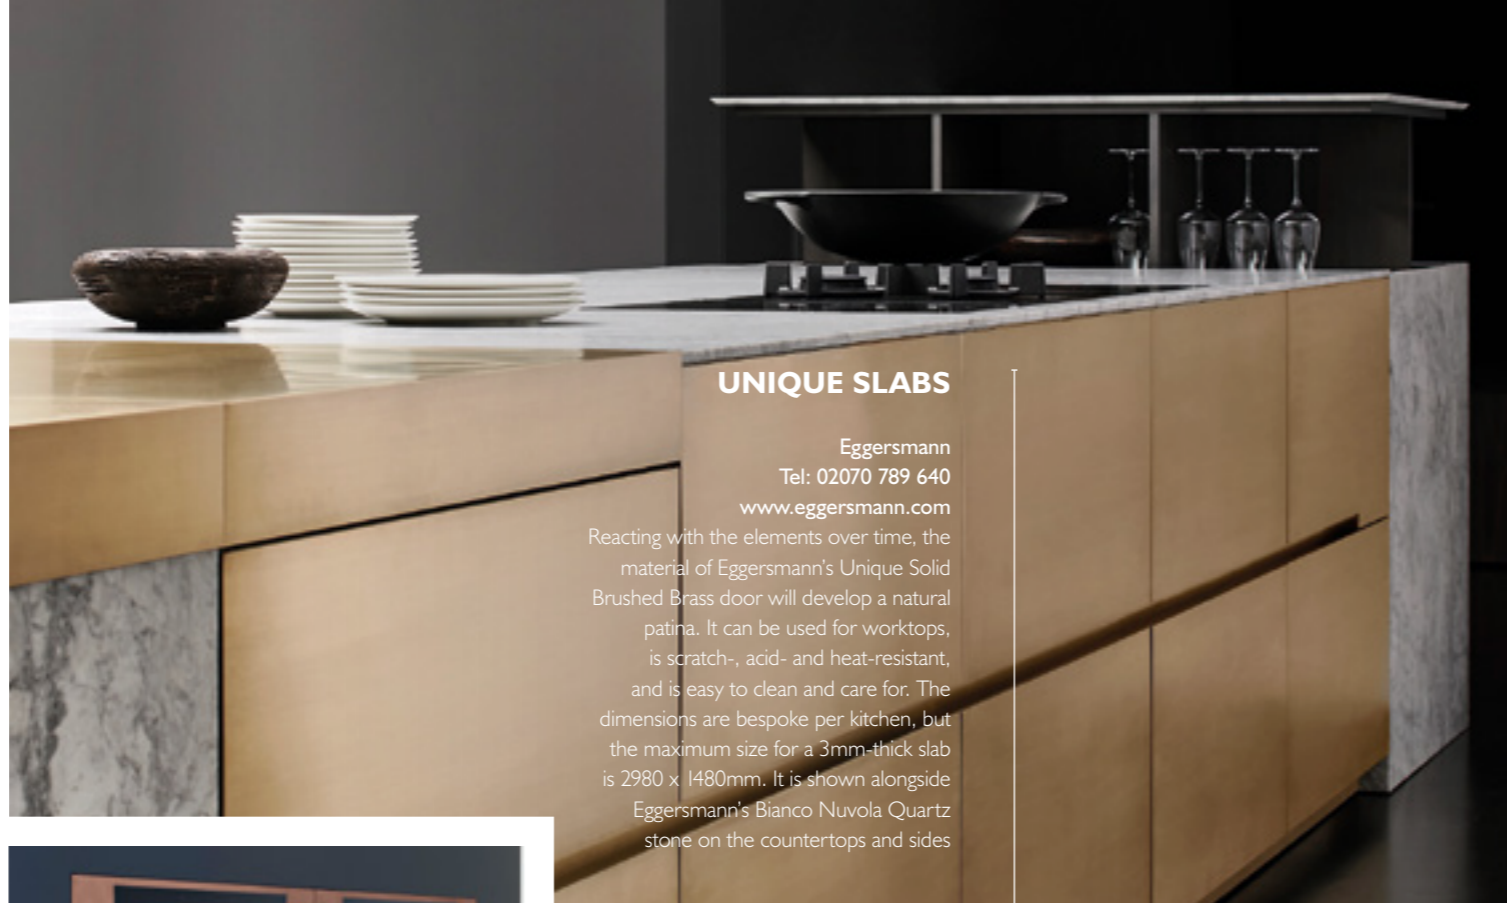 UNIQUE SLABS
Eggersmann
Tel: 02070 789 640
www.eggersmann.com
Reacting with the elements over time, the
material of Eggersmann’s Unique Solid
Brushed Brass door will develop a natural
patina. It can be used for worktops,
is scratch-, acid- and heat-resistant,
and is easy to clean and care for. The
dimensions are bespoke per kitchen, but
the maximum size for a 3mm-thick slab
is 2980 x 1480mm. It is shown alongside
Eggersmann’s Bianco Nuvola Quartz
stone on the countertops and sides